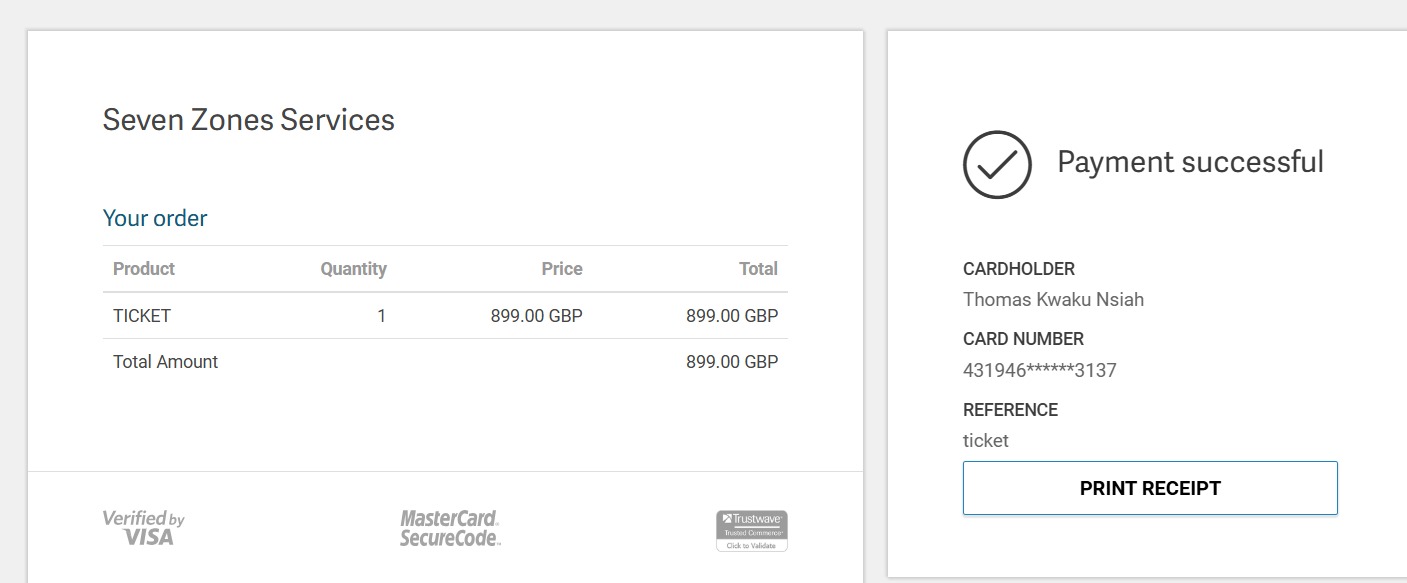 Seven Zones Services
Your order
Product Quantity Price Total
TICKET 1 899.00 GBP 899.00 GBP
Total Amount 899.00 GBP
Verified by
VISA
MasterCard
SecureCode
Trustwave
Trusted Commerce
Click to Validate
Payment successful
CARDHOLDER
Thomas Kwaku Nsiah
CARD NUMBER
431946******3137
REFERENCE
ticket
PRINT RECEIPT